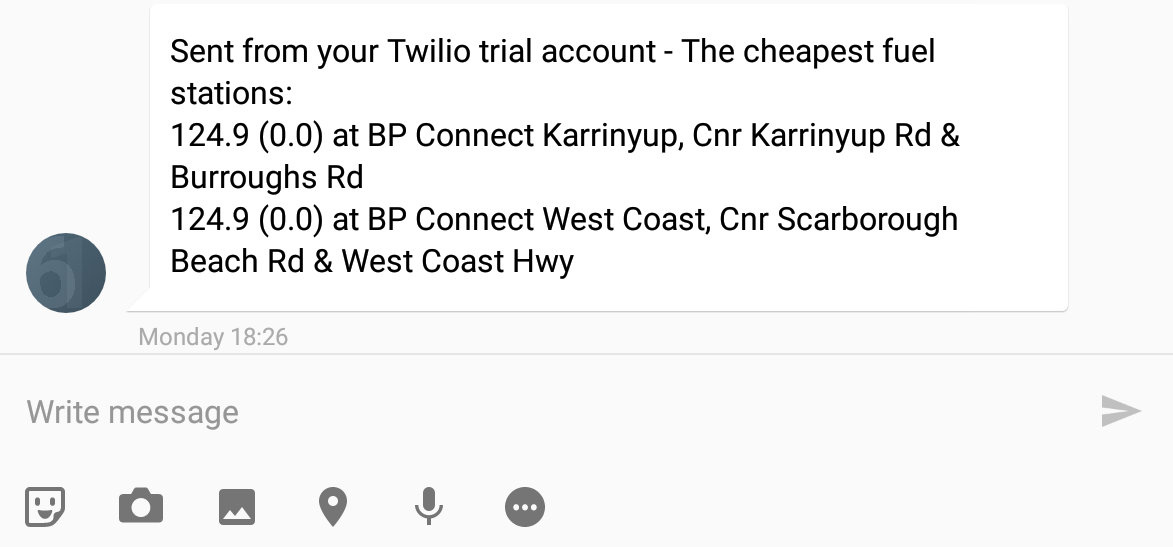 Sent from your Twilio trial account - The cheapest fuel
stations:
124.9 (0.0) at BP Connect Karrinyup, Cnr Karrinyup Rd &
Burroughs Rd
124.9 (0.0) at BP Connect West Coast, Cnr Scarborough
Beach Rd & West Coast Hwy
6
Monday 18:26
Write message